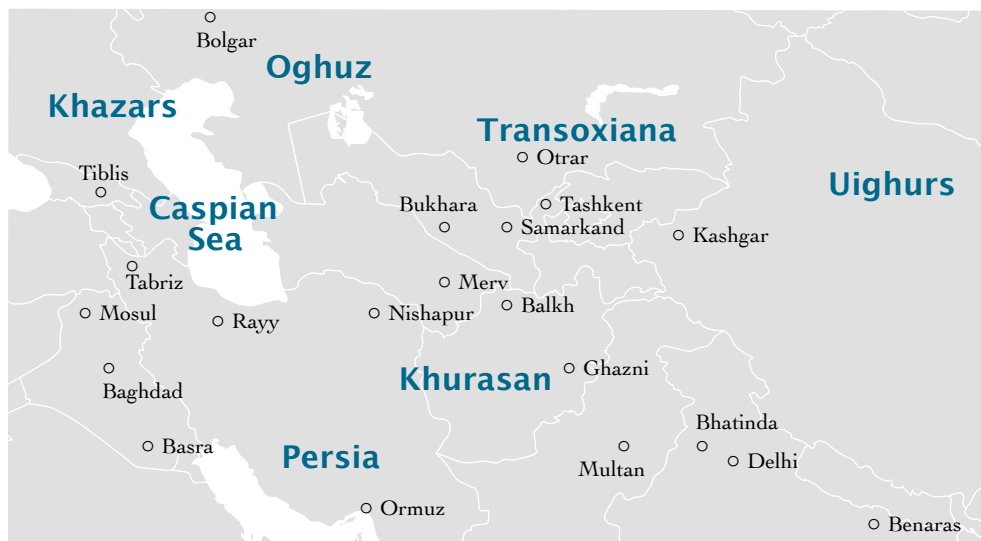 Bolgar
Oghuz
Khazars
Transoxiana
Otrar
Tiblis
Uighurs
Caspian
Sea
Bukhara
Tashkent
Samarkand
Kashgar
Tabriz
Merv
Mosul
Rayy
Nishapur
Balkh
Khurasan
Ghazni
Baghdad
Bhatinda
Basra
Persia
Multan
Delhi
Ormuz
Benaras